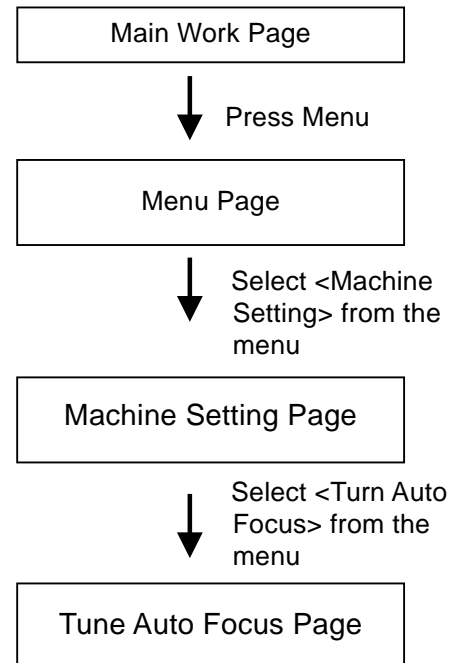 Main Work Page
Press Menu
Menu Page
Select <Machine
Setting> from the
menu
Machine Setting Page
Select <Turn Auto
Focus> from the
menu
Tune Auto Focus Page